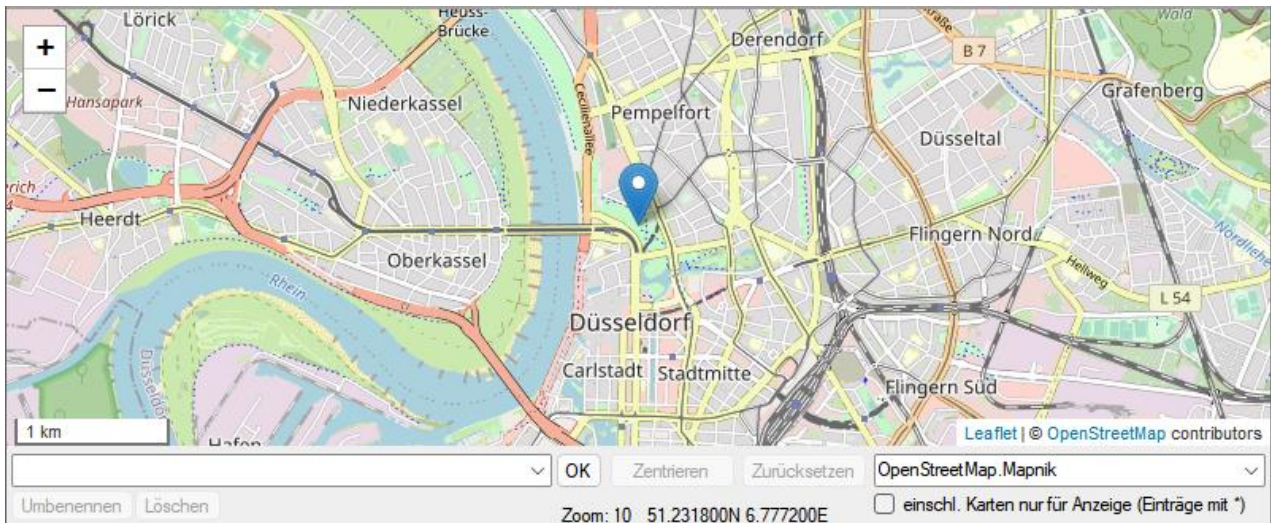 Lörick
Heuss-
Brücke
Wald
Derendorf
B 7
+
−
Hansapark
Niederkassel
Cecilienallee
Pempelfort
Grafenberg
Düsseltal
Heerdt
Oberkassel
Flingern Nord
Nördliche
Hellweg
Rhein
L 54
Düsseldorf
Carlstadt
Stadtmitte
Flingern Süd
Hafen
1 km
Leaflet | © OpenStreetMap contributors
OK
Zentrieren
Zurücksetzen
OpenStreetMap.Mapnik
Umbenennen
Löschen
Zoom: 10 51.231800N 6.777200E
einschl. Karten nur für Anzeige (Einträge mit *)